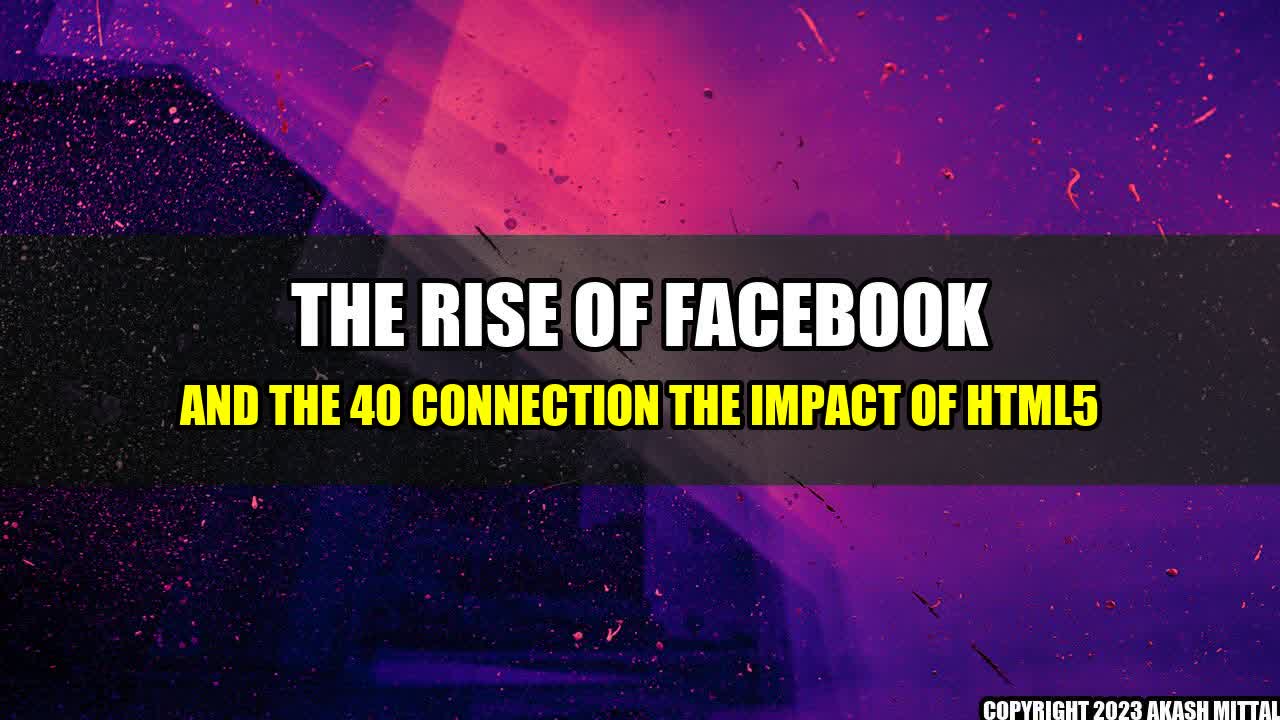 THE RISE OF FACEBOOK
AND THE 40 CONNECTION THE IMPACT OF HTML5
COPYRIGHT 2023 AKASH MITTAL